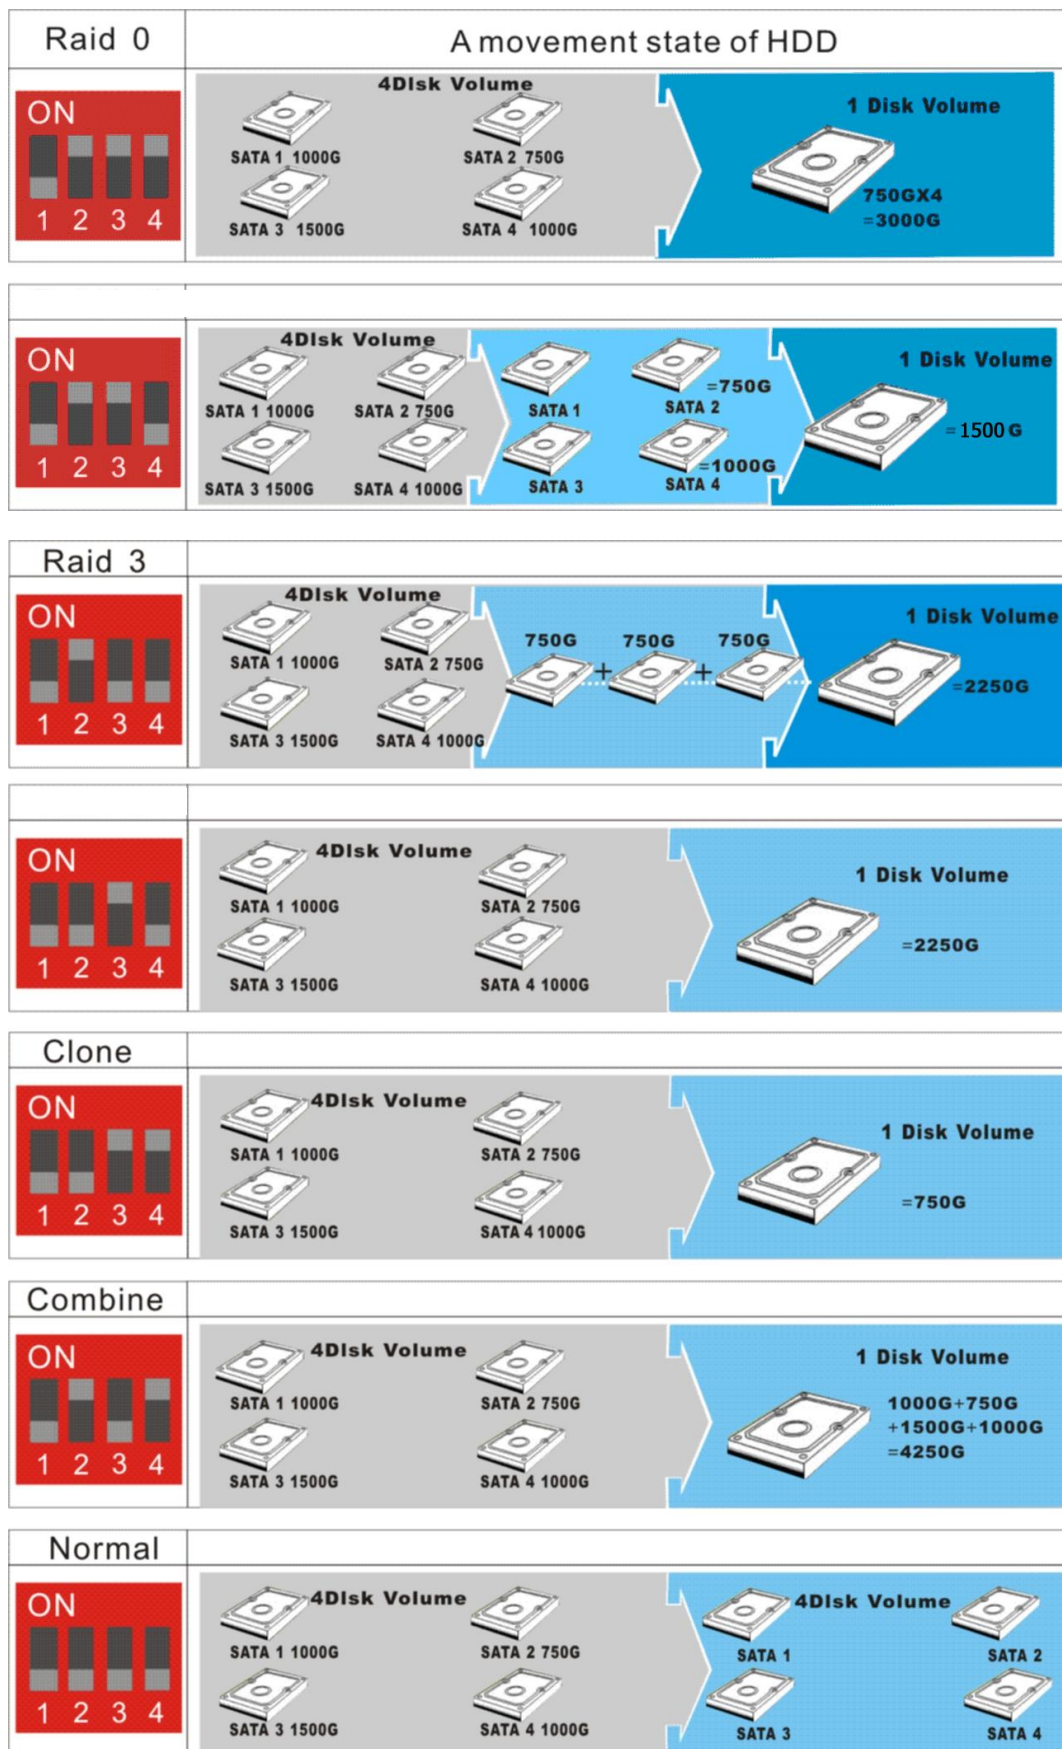 Raid 0
A movement state of HDD
ON
1 2 3 4
4DIsk Volume
SATA 1 1000G
SATA 2 750G
SATA 3 1500G
SATA 4 1000G
1 Disk Volume
750GX4
=3000G
ON
1 2 3 4
4DIsk Volume
SATA 1 1000G
SATA 2 750G
SATA 3 1500G
SATA 4 1000G
SATA 1
=750G
SATA 2
SATA 3
=1000G
SATA 4
1 Disk Volume
=1500G
Raid 3
ON
1 2 3 4
4DIsk Volume
SATA 1 1000G
SATA 2 750G
SATA 3 1500G
SATA 4 1000G
750G
+
750G
+
750G
1 Disk Volume
=2250G
ON
1 2 3 4
4DIsk Volume
SATA 1 1000G
SATA 2 750G
SATA 3 1500G
SATA 4 1000G
1 Disk Volume
=2250G
Clone
ON
1 2 3 4
4DIsk Volume
SATA 1 1000G
SATA 2 750G
SATA 3 1500G
SATA 4 1000G
1 Disk Volume
=750G
Combine
ON
1 2 3 4
4DIsk Volume
SATA 1 1000G
SATA 2 750G
SATA 3 1500G
SATA 4 1000G
1 Disk Volume
1000G+750G
+1500G+1000G
=4250G
Normal
ON
1 2 3 4
4DIsk Volume
SATA 1 1000G
SATA 2 750G
SATA 3 1500G
SATA 4 1000G
4DIsk Volume
SATA 1
SATA 2
SATA 3
SATA 4